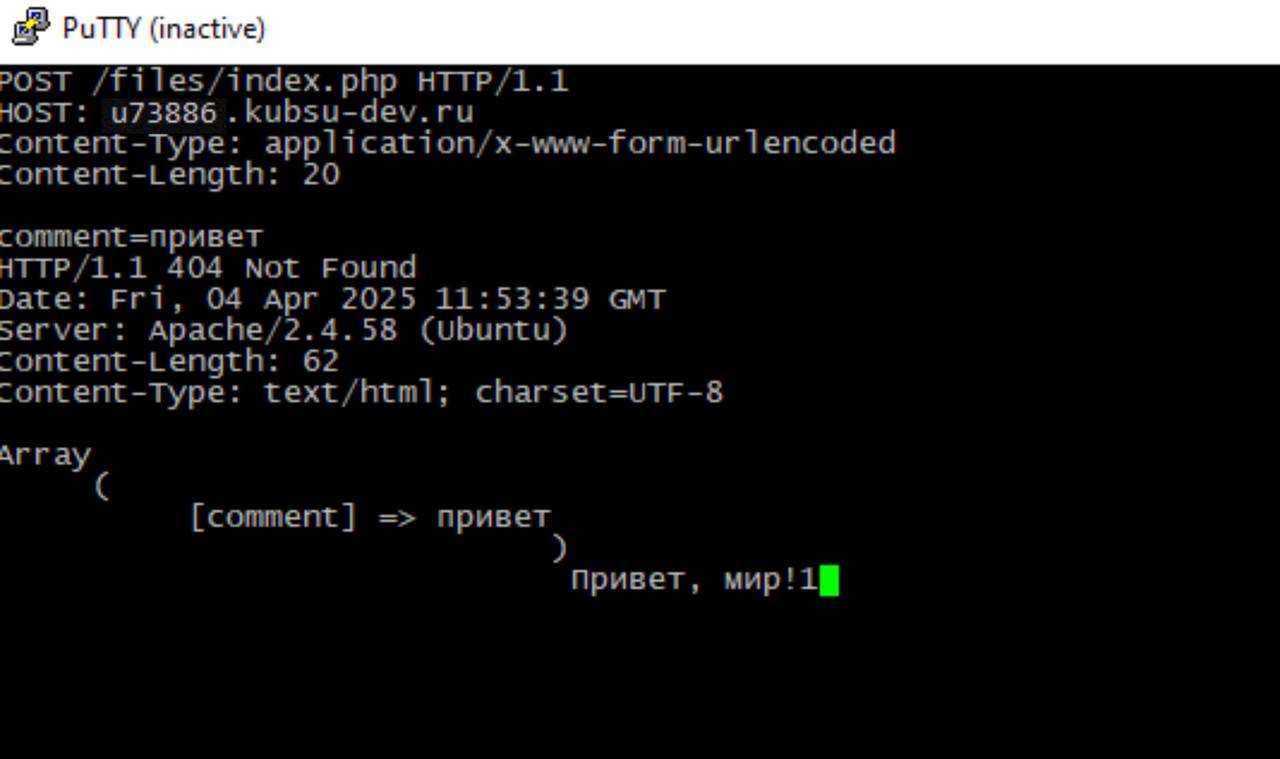 PuTTY (inactive)
POST /files/index.php HTTP/1.1
HOST: u73886.kubsu-dev.ru
Content-Type: application/x-www-form-urlencoded
Content-Length: 20
comment=привет
HTTP/1.1 404 Not Found
Date: Fri, 04 Apr 2025 11:53:39 GMT
Server: Apache/2.4.58 (Ubuntu)
Content-Length: 62
Content-Type: text/html; charset=UTF-8
Array
(
[comment] => привет
)
Привет, мир!1